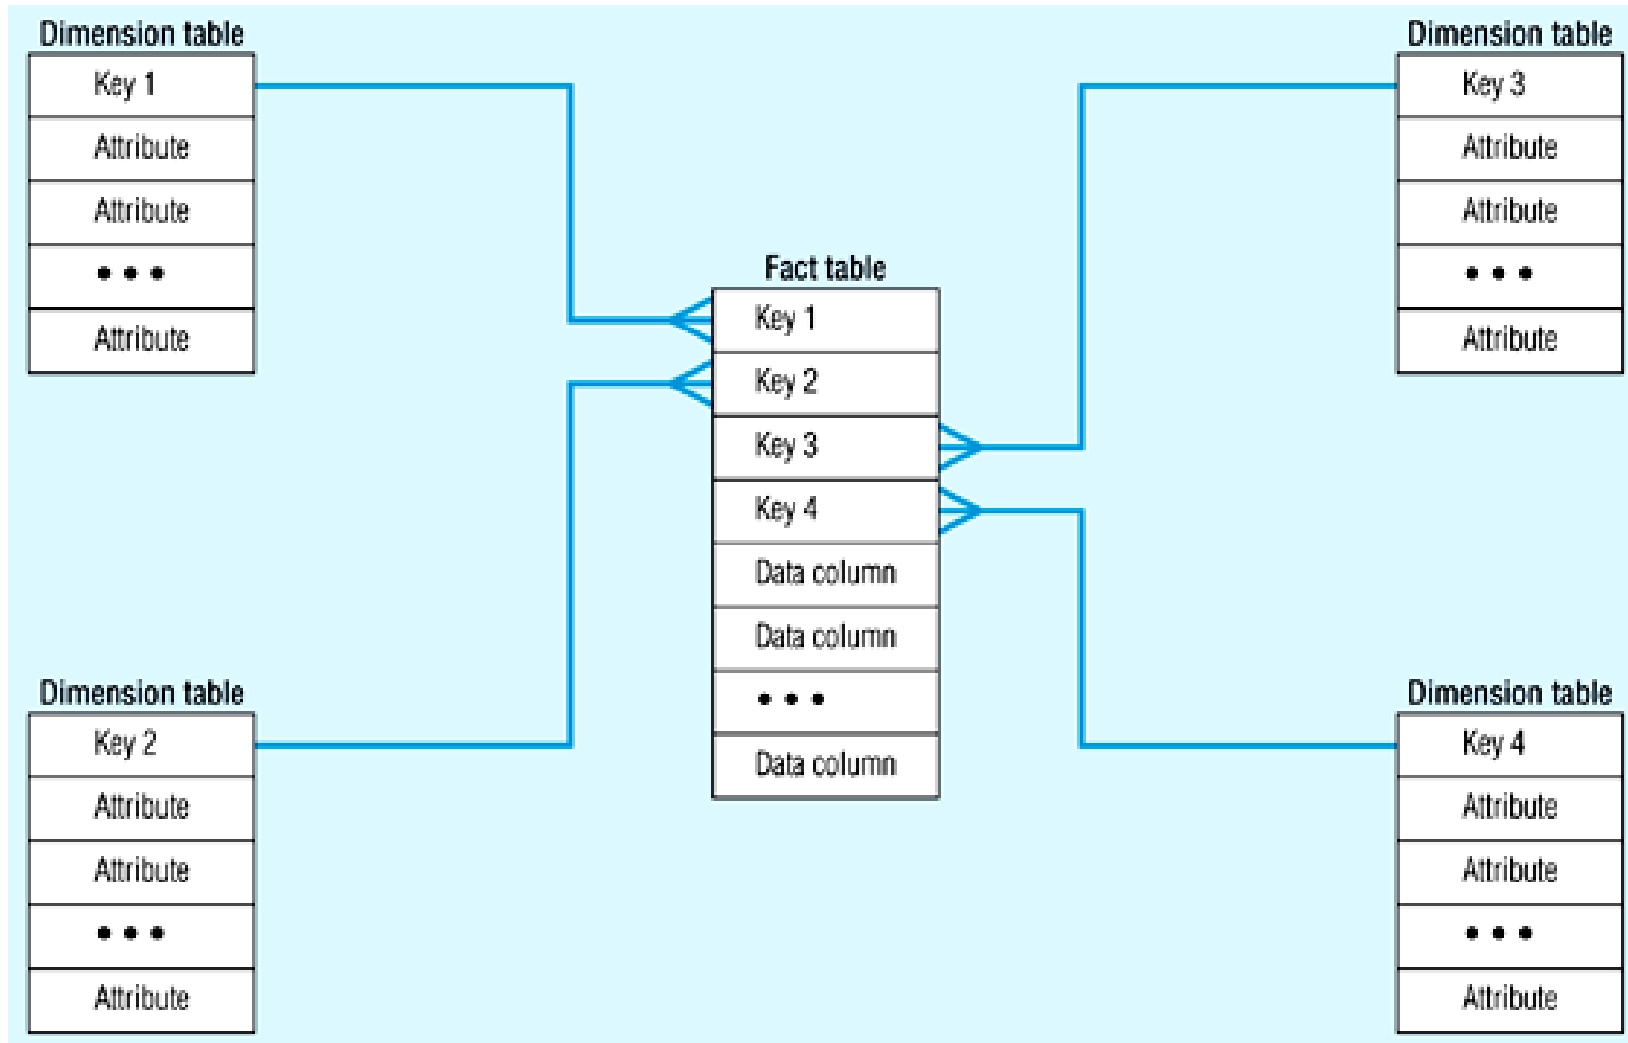 Dimension table
Key 1
Attribute
Attribute
• • •
Attribute
Dimension table
Key 3
Attribute
Attribute
• • •
Attribute
Fact table
Key 1
Key 2
Key 3
Key 4
Data column
Data column
• • •
Data column
Dimension table
Key 2
Attribute
Attribute
• • •
Attribute
Dimension table
Key 4
Attribute
Attribute
• • •
Attribute